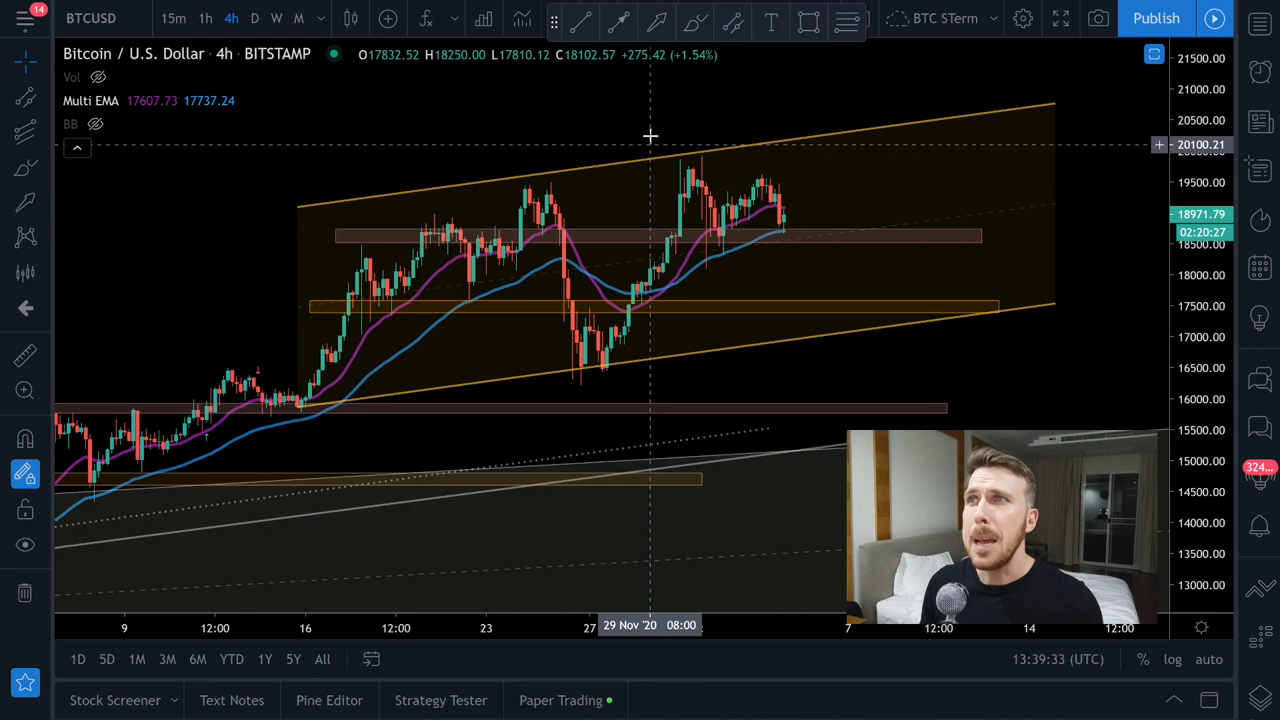 14
BTCUSD 15m 1h 4h D W M BTC STerm Publish
Bitcoin / U.S. Dollar · 4h · BITSTAMP O17832.52 H18250.00 L17810.12 C18102.57 +275.42 (+1.54%)
Vol
Multi EMA 17607.73 17737.24
BB
21500.00
21000.00
20500.00
20100.21
19500.00
18971.79
02:20:27
18500.00
18000.00
17500.00
17000.00
16500.00
16000.00
15500.00
15000.00
14500.00
14000.00
13500.00
13000.00
324...
9 12:00 16 12:00 23 27 29 Nov '20 08:00 7 12:00 14 12:00
1D 5D 1M 3M 6M YTD 1Y 5Y All 13:39:33 (UTC) % log auto
Stock Screener Text Notes Pine Editor Strategy Tester Paper Trading